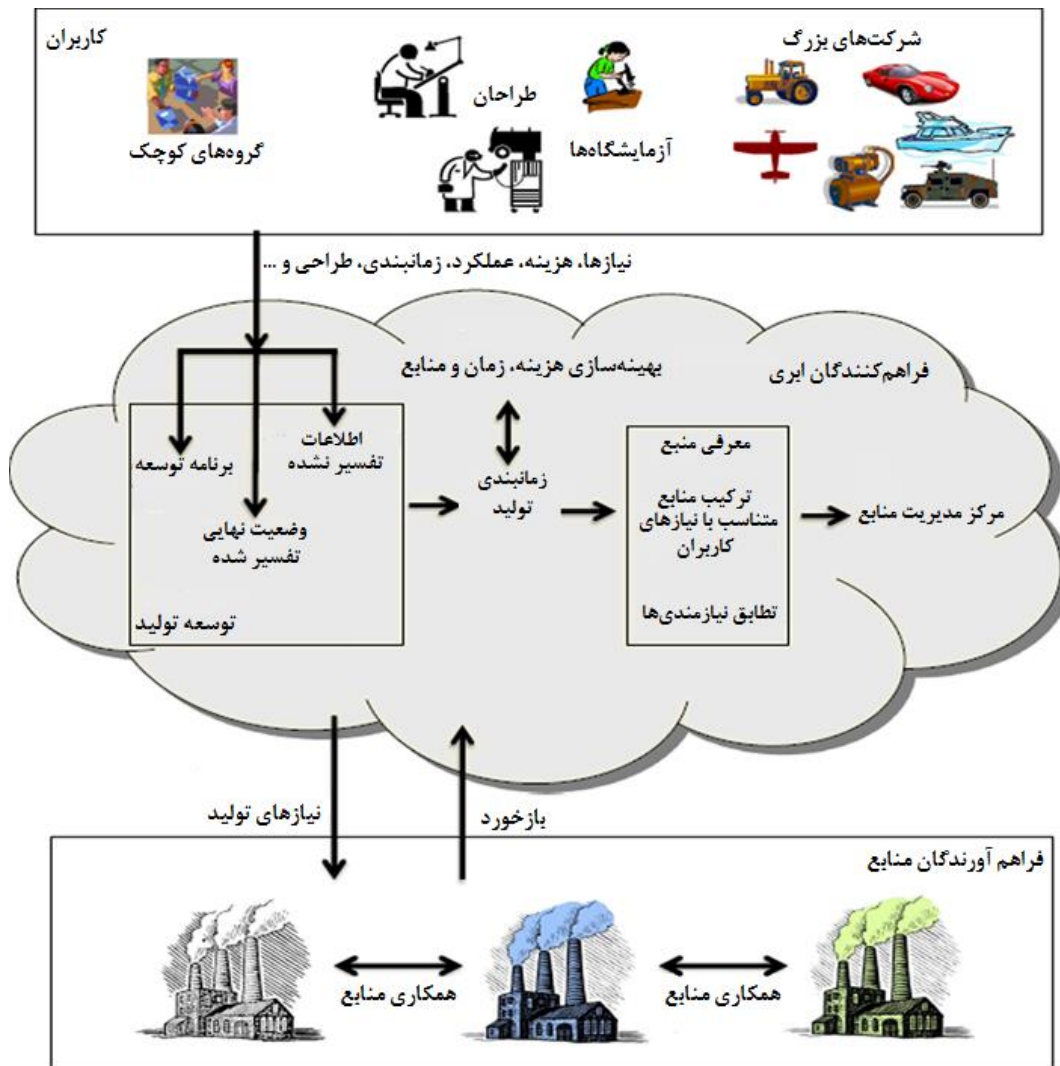 کاربران
شرکت‌های بزرگ
طراحان
آزمایشگاه‌ها
گروه‌های کوچک
نیازها، هزینه، عملکرد، زمانبندی، طراحی و ...
فراهم‌کنندگان ابری
بهینه‌سازی هزینه، زمان و منابع
اطلاعات
تفسیر نشده
برنامه توسعه
وضعیت نهایی
تفسیر شده
توسعه تولید
زمانبندی
تولید
معرفی منبع
ترکیب منابع
متناسب با نیازهای
کاربران
تطابق نیازمندی‌ها
مرکز مدیریت منابع
نیازهای تولید
بازخورد
فراهم آورندگان منابع
همکاری منابع
همکاری منابع